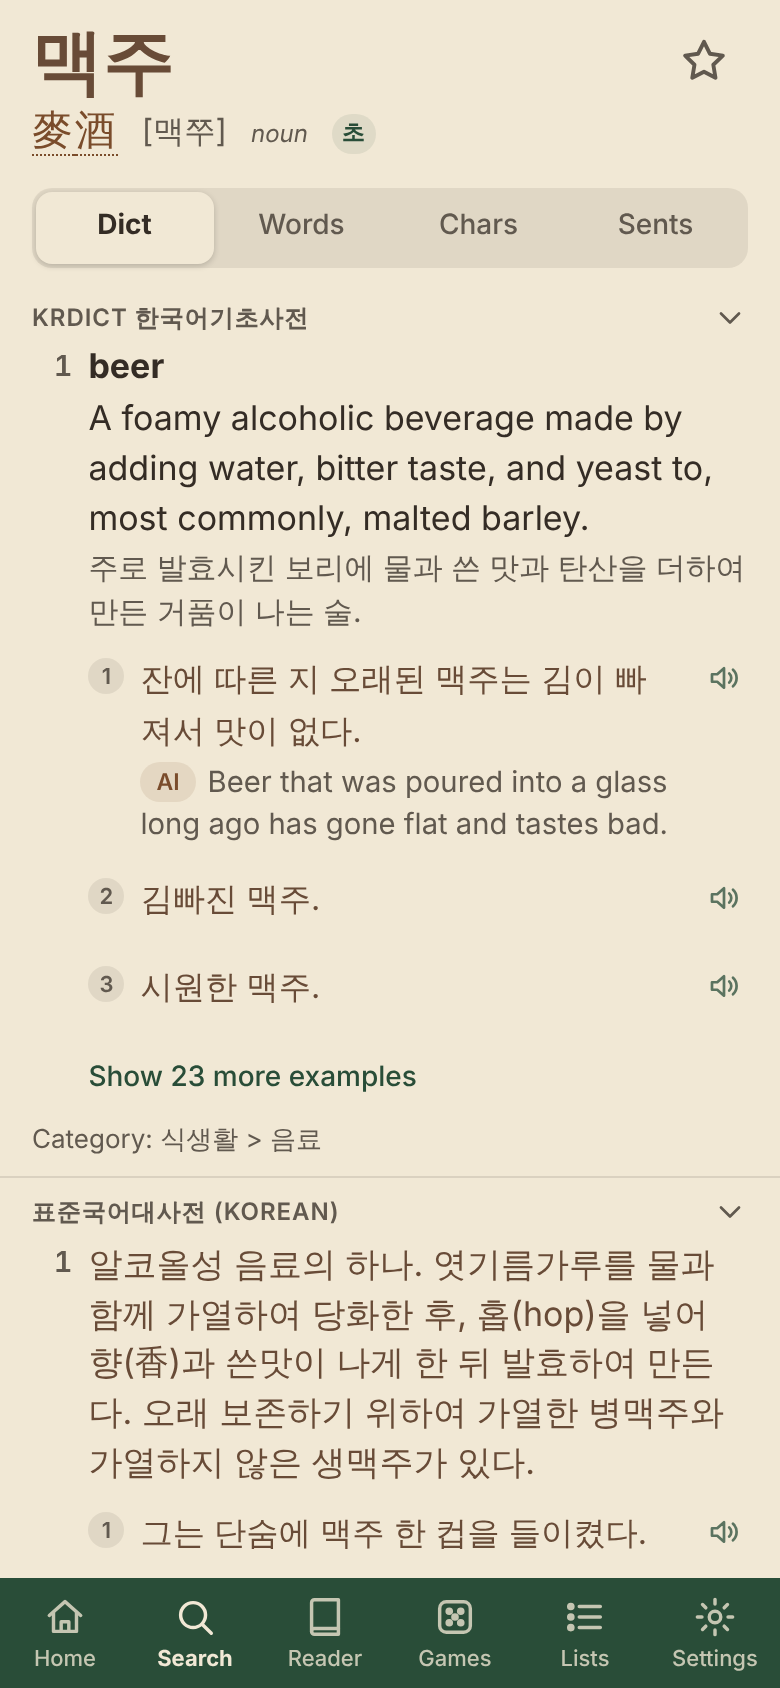 맥주
麥酒 [맥쭈] noun 초
Dict Words Chars Sents
KRDICT 한국어기초사전
1 beer
A foamy alcoholic beverage made by
adding water, bitter taste, and yeast to,
most commonly, malted barley.
주로 발효시킨 보리에 물과 쓴 맛과 탄산을 더하여
만든 거품이 나는 술.
1 잔에 따른 지 오래된 맥주는 김이 빠
져서 맛이 없다.
AI Beer that was poured into a glass
long ago has gone flat and tastes bad.
2 김빠진 맥주.
3 시원한 맥주.
Show 23 more examples
Category: 식생활 > 음료
표준국어대사전 (KOREAN)
1 알코올성 음료의 하나. 엿기름가루를 물과
함께 가열하여 당화한 후, 홉(hop)을 넣어
향(香)과 쓴맛이 나게 한 뒤 발효하여 만든
다. 오래 보존하기 위하여 가열한 병맥주와
가열하지 않은 생맥주가 있다.
1 그는 단숨에 맥주 한 컵을 들이켰다.
Home Search Reader Games Lists Settings